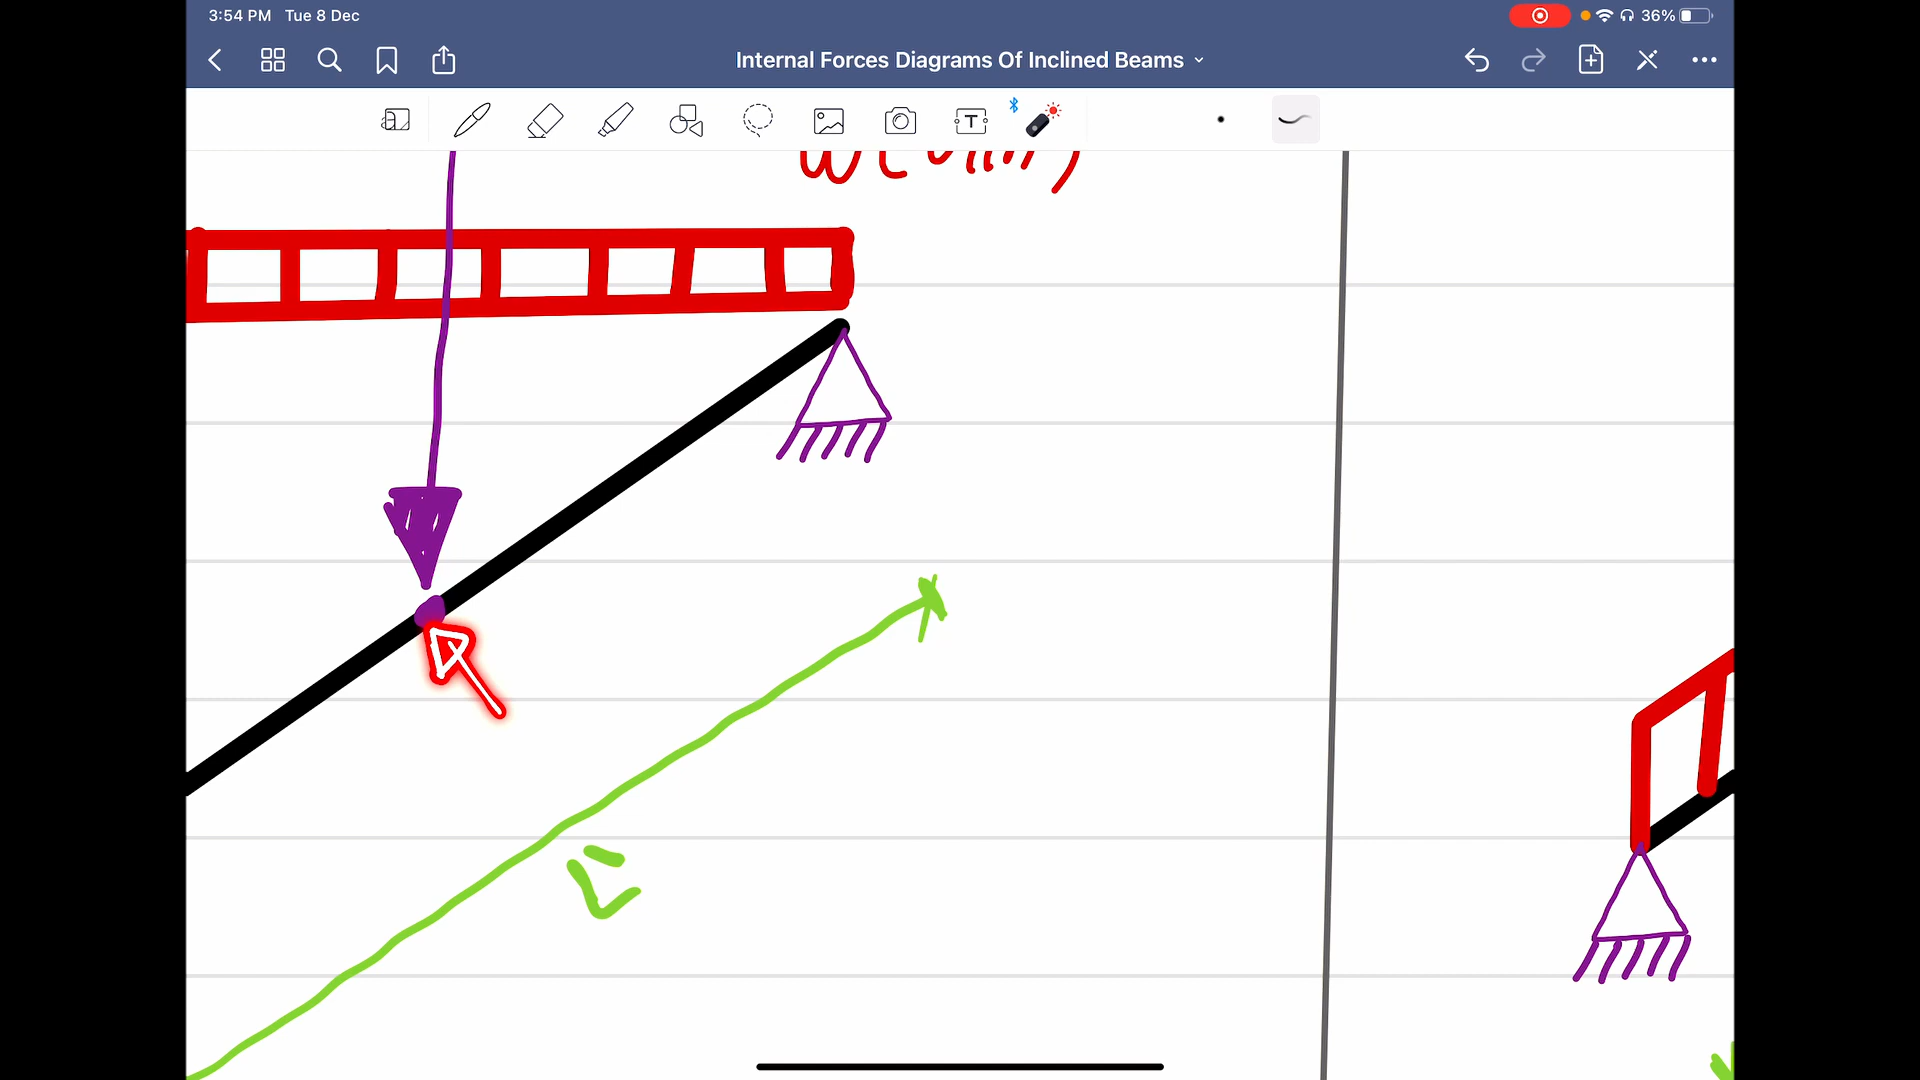 3:54 PM Tue 8 Dec
36%
Internal Forces Diagrams Of Inclined Beams
T
L